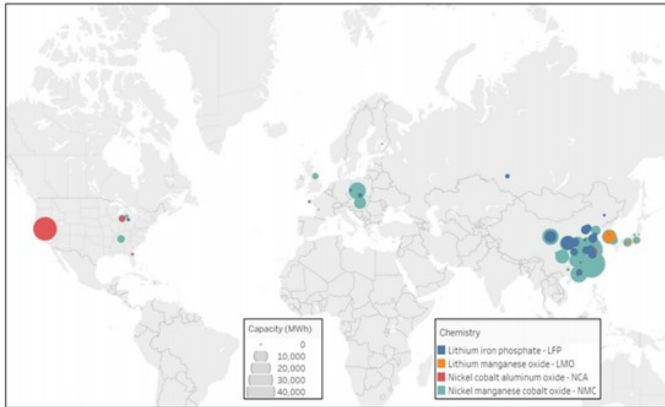 Capacity (MWh)
0
10,000
20,000
30,000
40,000
Chemistry
Lithium iron phosphate - LFP
Lithium manganese oxide - LMO
Nickel cobalt aluminum oxide - NCA
Nickel manganese cobalt oxide - NMC